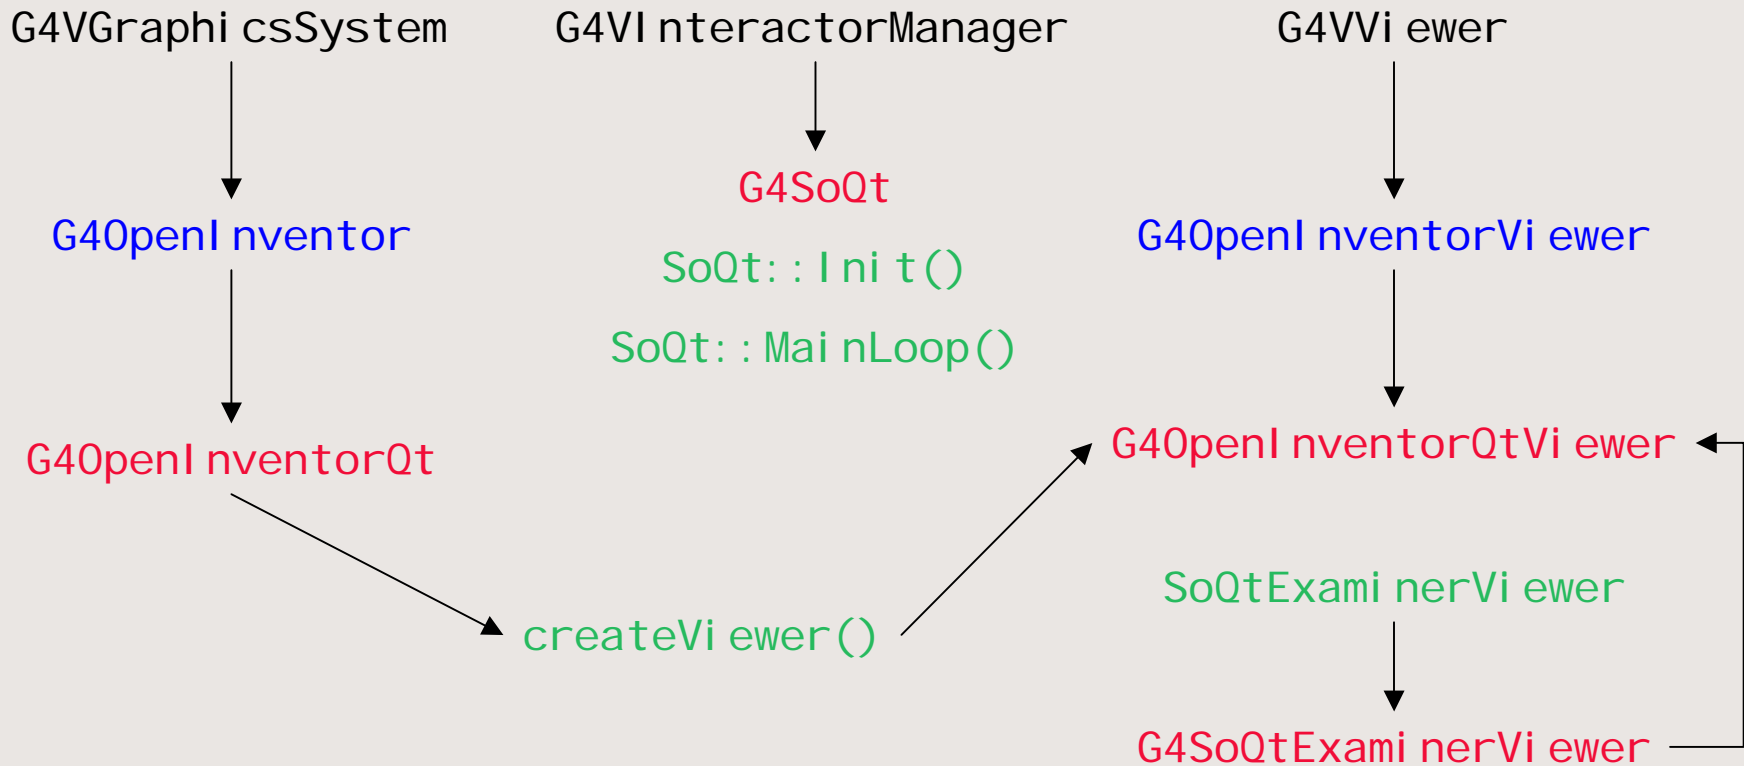 G4VGraphicsSystem
G4VInteractorManager
G4VViewer
G4SoQt
G4OpenInventor
G4OpenInventorViewer
SoQt::Init()
SoQt::MainLoop()
G4OpenInventorQt
G4OpenInventorQtViewer
SoQtExaminerViewer
createViewer()
G4SoQtExaminerViewer